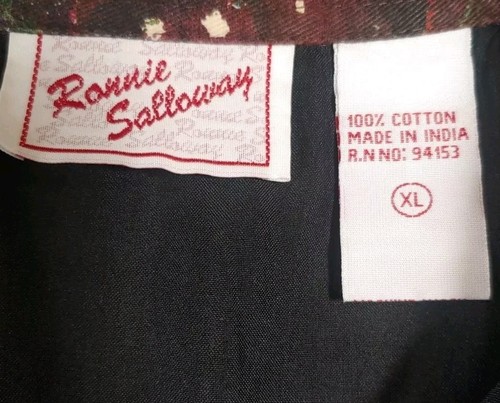 Ronnie
Salloway
100% COTTON
MADE IN INDIA
R.N NO: 94153
XL